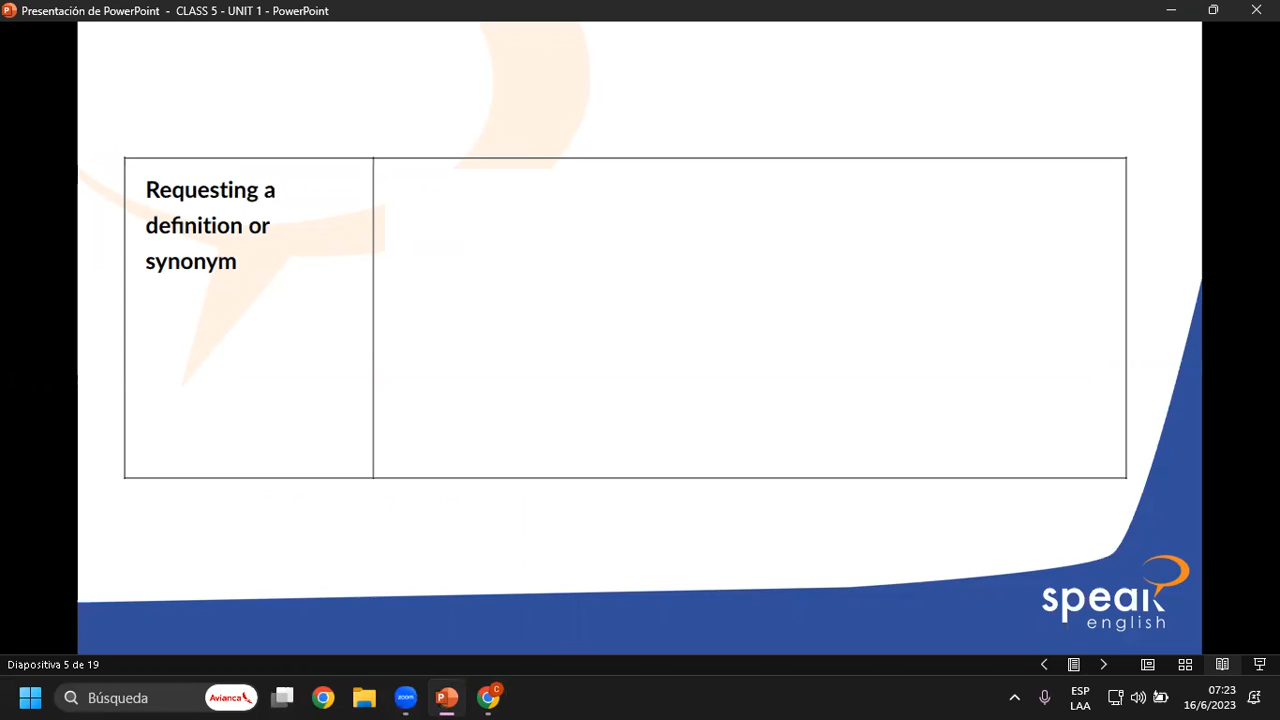 Presentación de PowerPoint - CLASS 5 - UNIT 1 - PowerPoint
Requesting a
definition or
synonym
speak
english
Diapositiva 5 de 19
Búsqueda
Avianca
zoom
C
ESP
LAA
07:23
16/6/2023